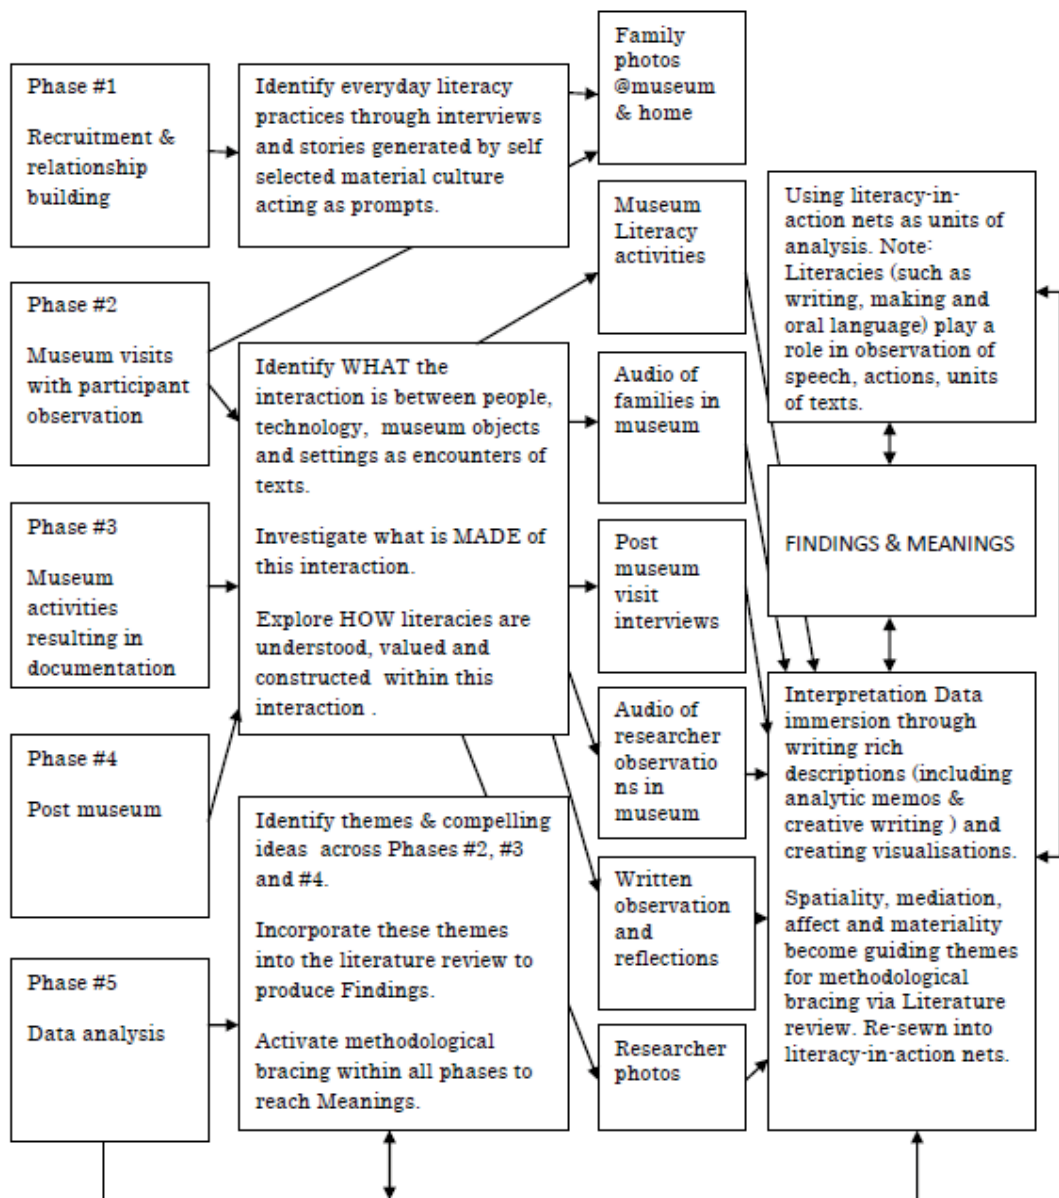 Phase #1
Recruitment &
relationship
building
Phase #2
Museum visits
with participant
observation
Phase #3
Museum
activities
resulting in
documentation
Phase #4
Post museum
Phase #5
Data analysis
Identify everyday literacy
practices through interviews
and stories generated by self
selected material culture
acting as prompts.
Identify WHAT the
interaction is between people,
technology, museum objects
and settings as encounters of
texts.
Investigate what is MADE of
this interaction.
Explore HOW literacies are
understood, valued and
constructed within this
interaction .
Identify themes & compelling
ideas across Phases #2, #3
and #4.
Incorporate these themes
into the literature review to
produce Findings.
Activate methodological
bracing within all phases to
reach Meanings.
Family
photos
@museum
& home
Museum
Literacy
activities
Audio of
families in
museum
Post
museum
visit
interviews
Audio of
researcher
observatio
ns in
museum
Written
observation
and
reflections
Researcher
photos
Using literacy-in-
action nets as units of
analysis. Note:
Literacies (such as
writing, making and
oral language) play a
role in observation of
speech, actions, units
of texts.
FINDINGS & MEANINGS
Interpretation Data
immersion through
writing rich
descriptions (including
analytic memos &
creative writing ) and
creating visualisations.
Spatiality, mediation,
affect and materiality
become guiding themes
for methodological
bracing via Literature
review. Re-sewn into
literacy-in-action nets.